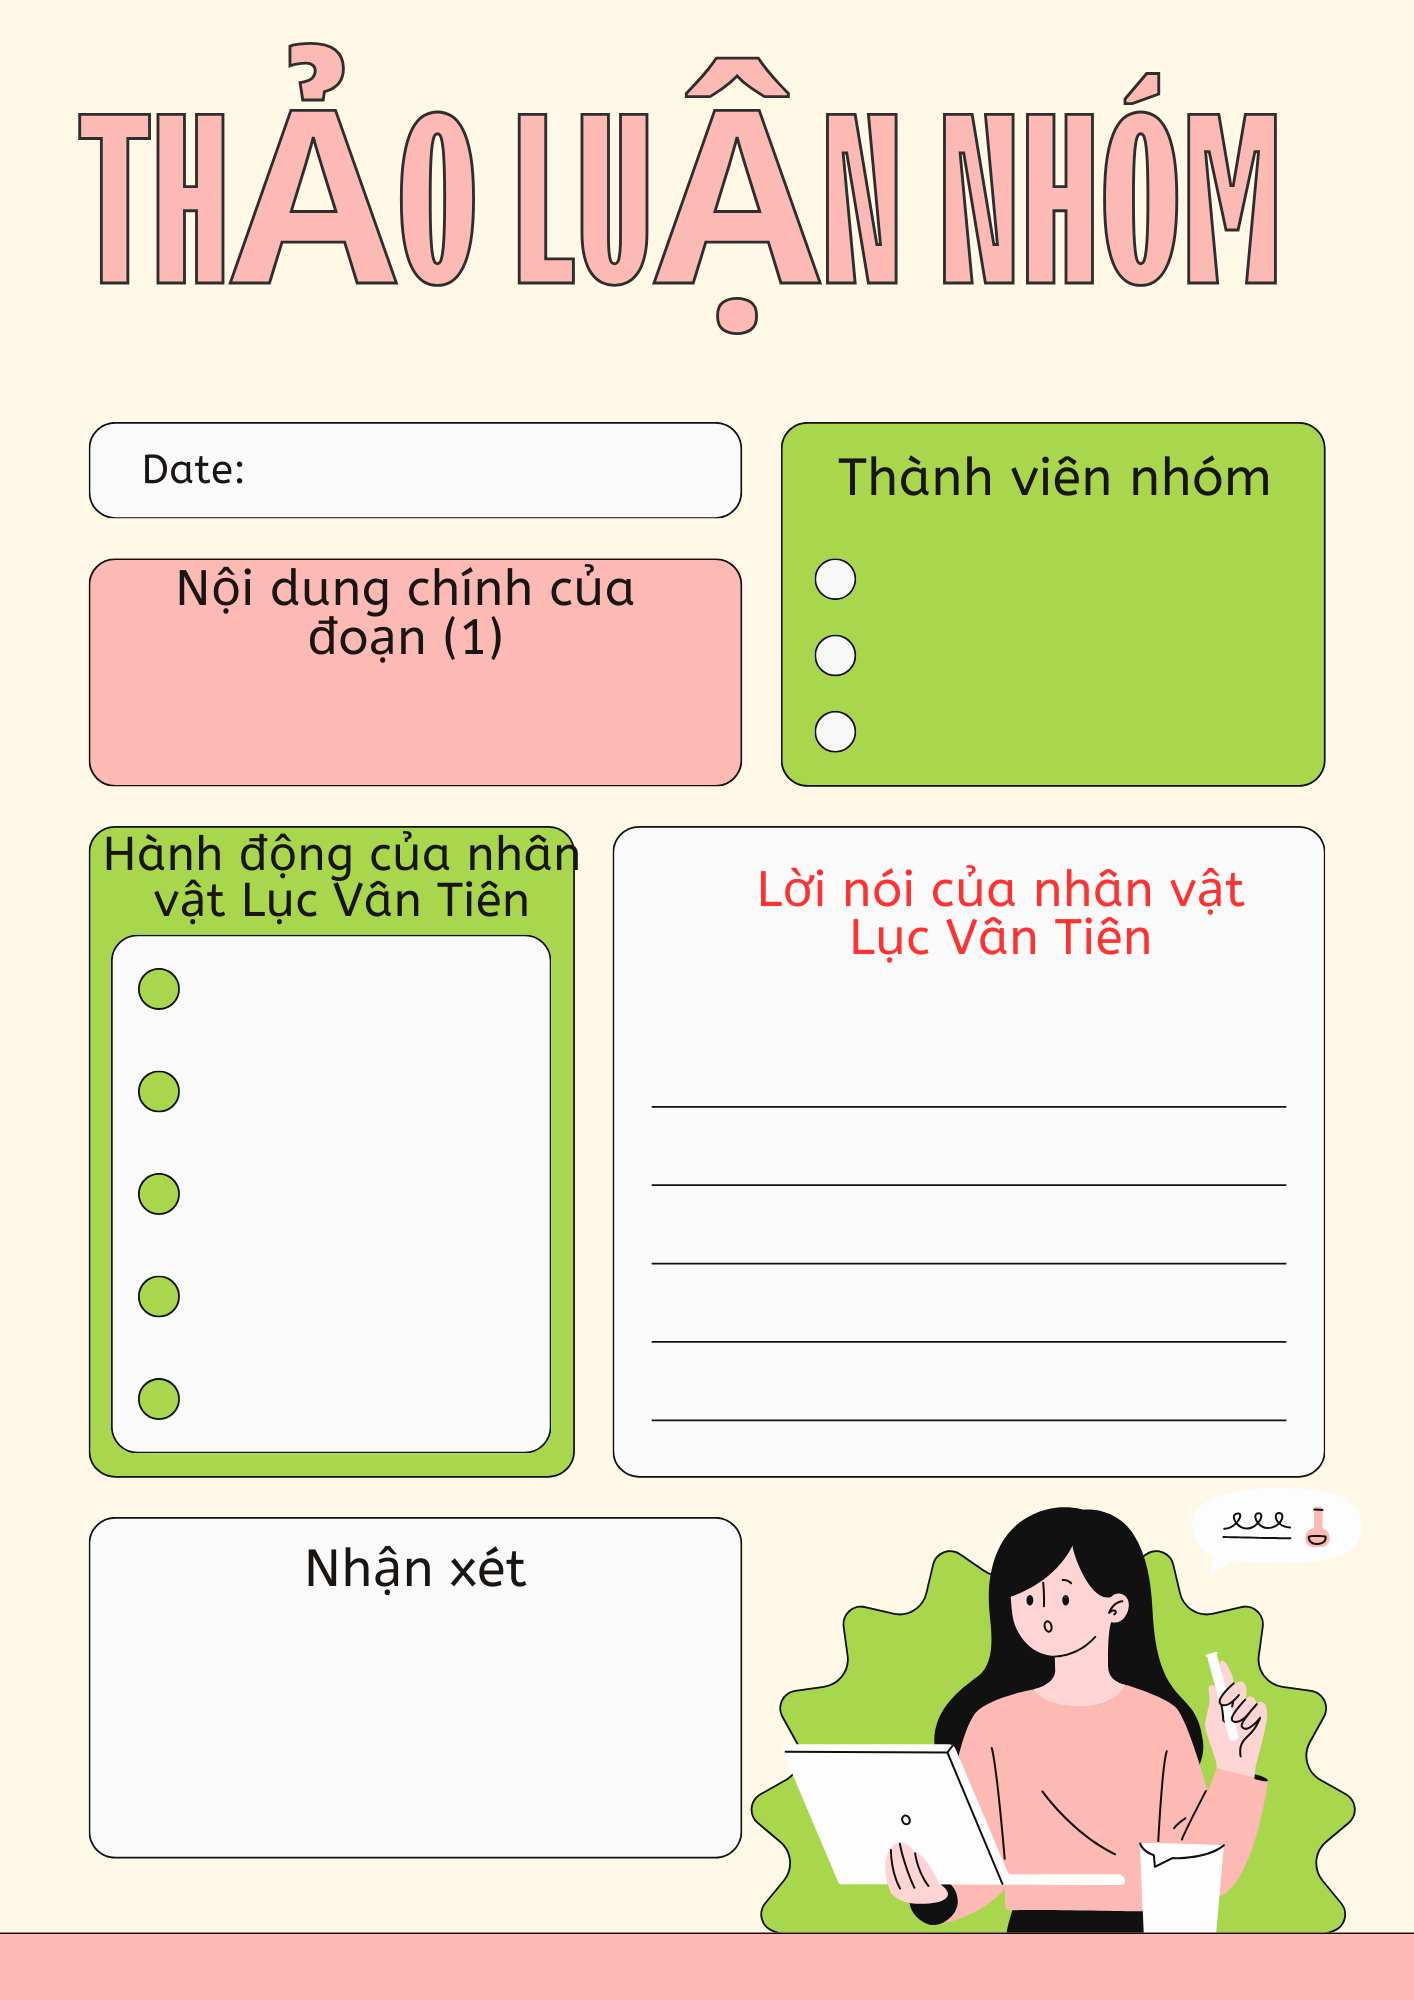 THẢO LUẬN NHÓM
Date:
Thành viên nhóm
Nội dung chính của
đoạn (1)
Hành động của nhân
vật Lục Vân Tiên
Lời nói của nhân vật
Lục Vân Tiên
Nhận xét